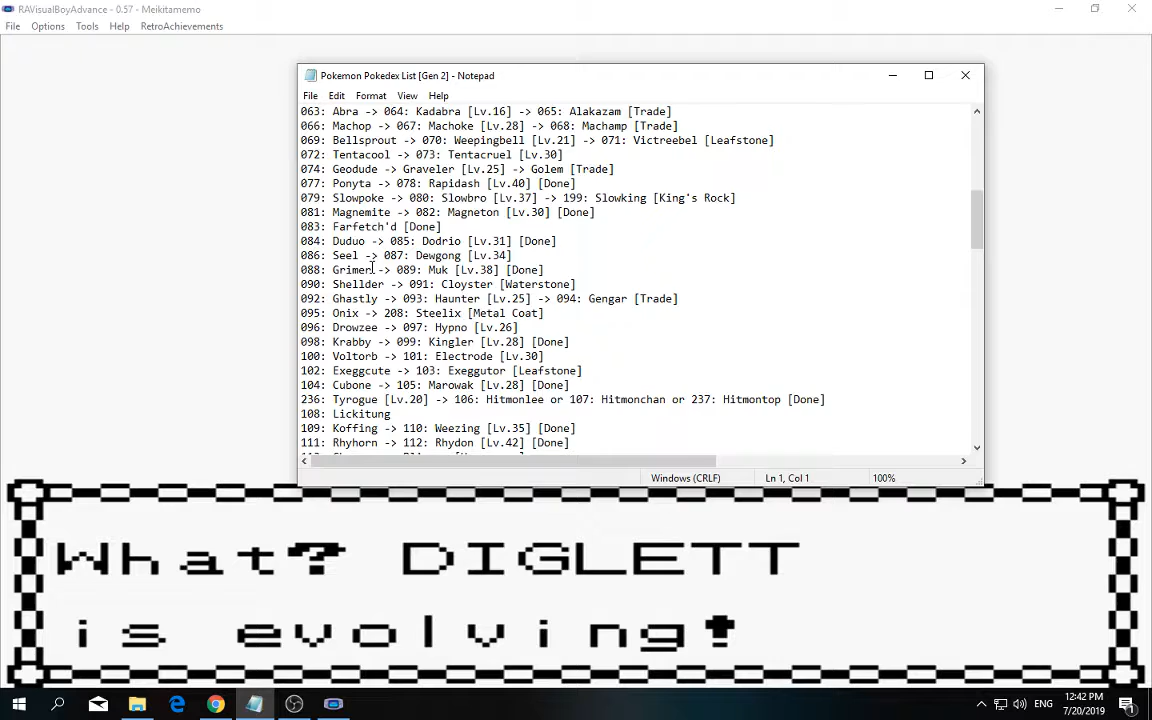 RAVisualBoyAdvance - 0.57 - Meikitamemo
File Options Tools Help RetroAchievements
Pokemon Pokedex List [Gen 2] - Notepad
File Edit Format View Help
063: Abra -> 064: Kadabra [Lv.16] -> 065: Alakazam [Trade]
066: Machop -> 067: Machoke [Lv.28] -> 068: Machamp [Trade]
069: Bellsprout -> 070: Weepingbell [Lv.21] -> 071: Victreebel [Leafstone]
072: Tentacool -> 073: Tentacruel [Lv.30]
074: Geodude -> Graveler [Lv.25] -> Golem [Trade]
077: Ponyta -> 078: Rapidash [Lv.40] [Done]
079: Slowpoke -> 080: Slowbro [Lv.37] -> 199: Slowking [King's Rock]
081: Magnemite -> 082: Magneton [Lv.30] [Done]
083: Farfetch'd [Done]
084: Duduo -> 085: Dodrio [Lv.31] [Done]
086: Seel -> 087: Dewgong [Lv.34]
088: Grimer -> 089: Muk [Lv.38] [Done]
090: Shellder -> 091: Cloyster [Waterstone]
092: Ghastly -> 093: Haunter [Lv.25] -> 094: Gengar [Trade]
095: Onix -> 208: Steelix [Metal Coat]
096: Drowzee -> 097: Hypno [Lv.26]
098: Krabby -> 099: Kingler [Lv.28] [Done]
100: Voltorb -> 101: Electrode [Lv.30]
102: Exeggcute -> 103: Exeggutor [Leafstone]
104: Cubone -> 105: Marowak [Lv.28] [Done]
236: Tyrogue [Lv.20] -> 106: Hitmonlee or 107: Hitmonchan or 237: Hitmontop [Done]
108: Lickitung
109: Koffing -> 110: Weezing [Lv.35] [Done]
111: Rhyhorn -> 112: Rhydon [Lv.42] [Done]
Windows (CRLF) Ln 1, Col 1 100%
What? DIGLETT
is evolving!
ENG
12:42 PM
7/20/2019
1